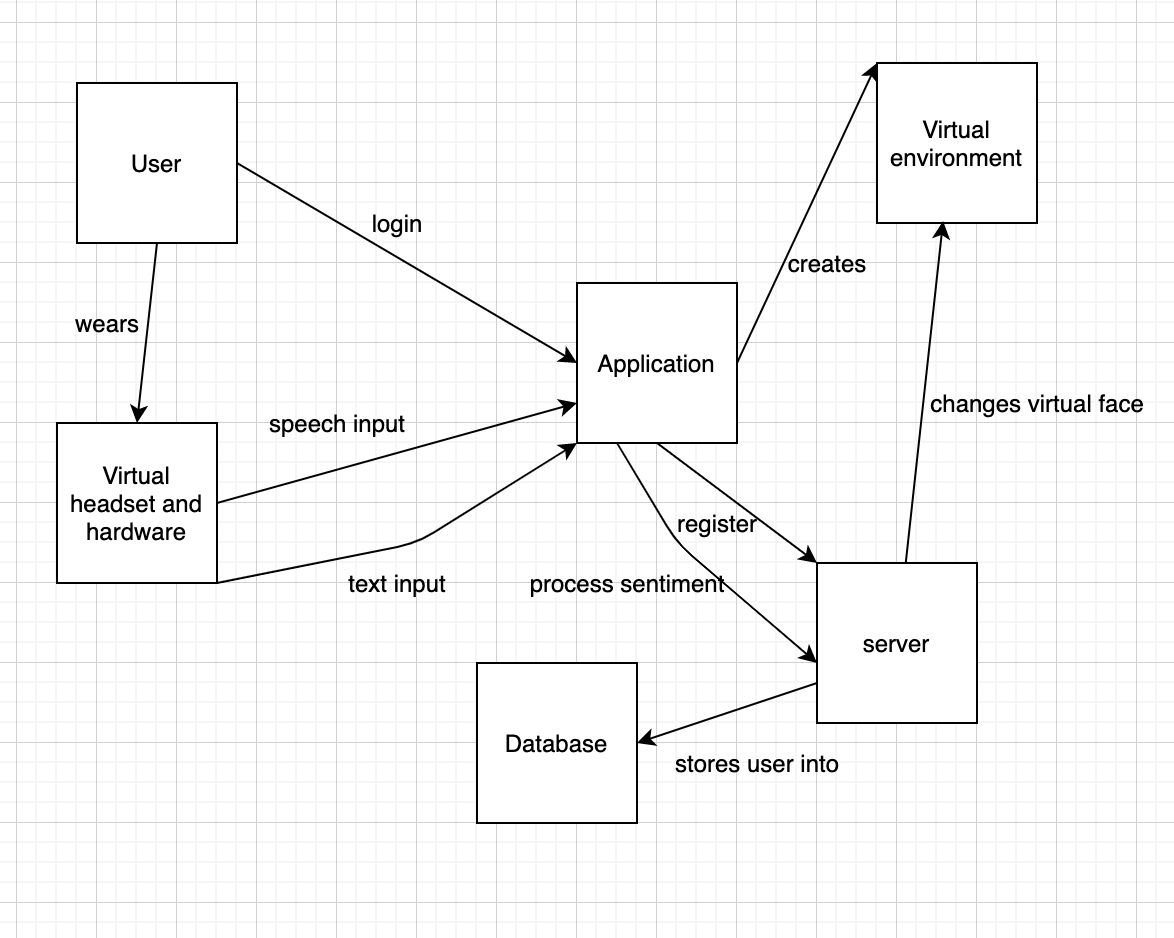 User
Virtual
environment
login
creates
wears
Application
changes virtual face
speech input
Virtual
headset and
hardware
register
text input
process sentiment
server
Database
stores user into